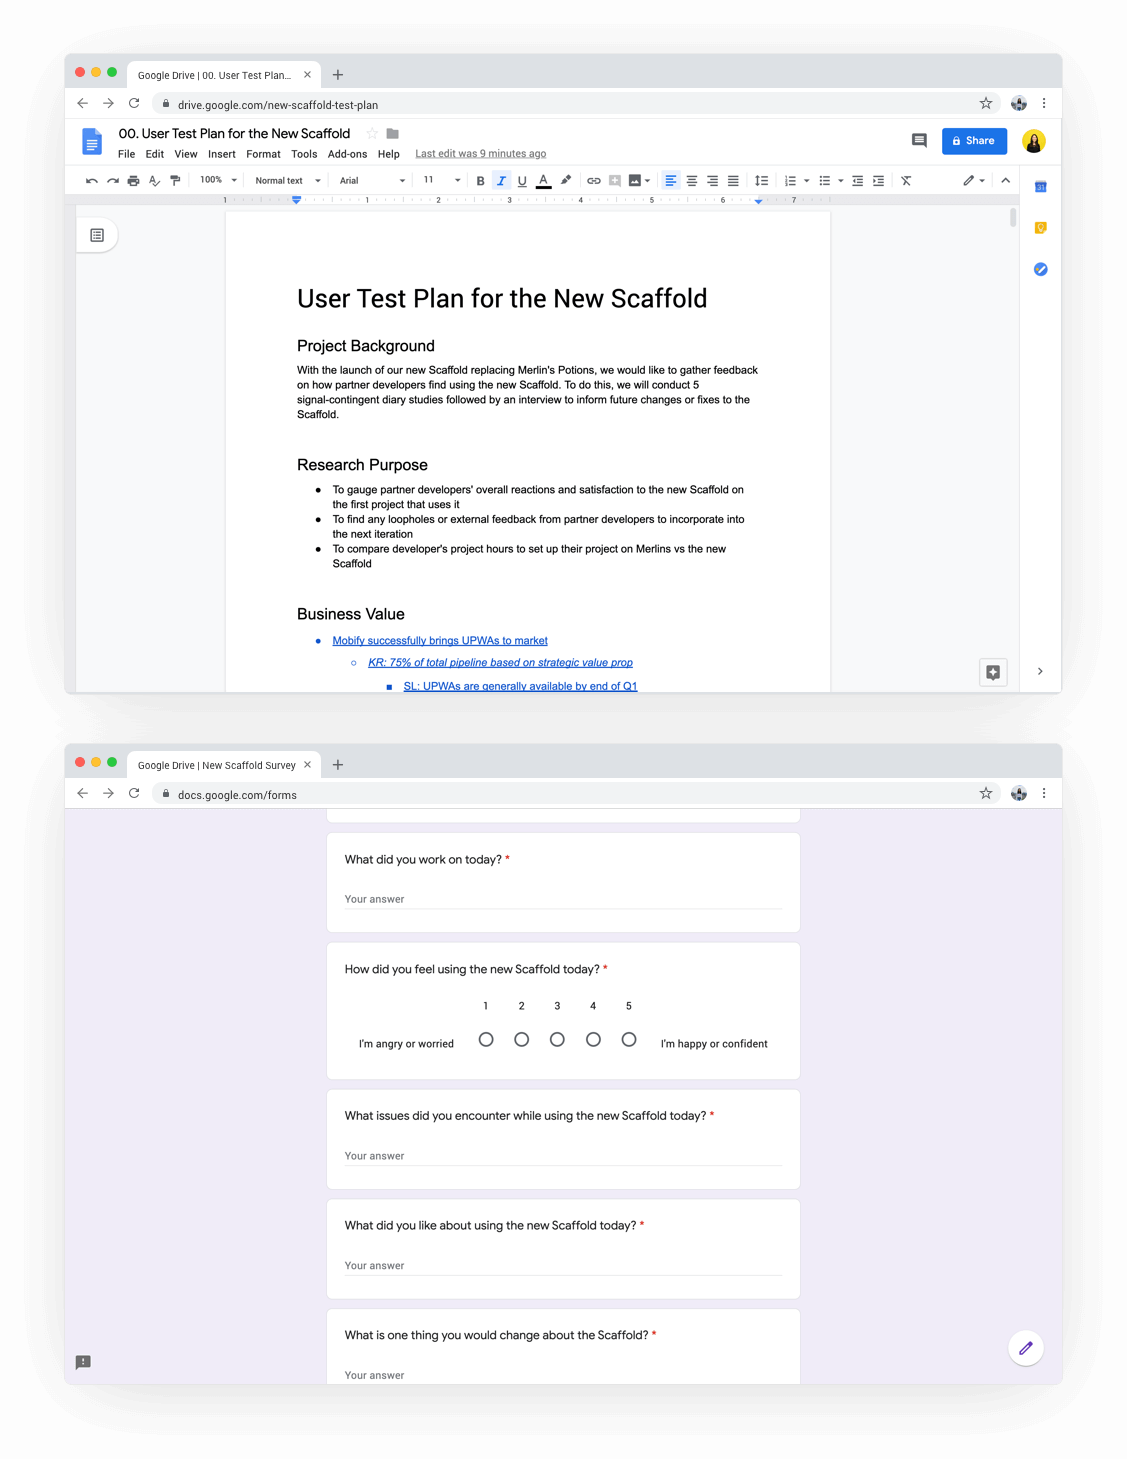 Google Drive | 00. User Test Plan...
drive.google.com/new-scaffold-test-plan
00. User Test Plan for the New Scaffold
Share
File Edit View Insert Format Tools Add-ons Help Last edit was 9 minutes ago
100% Normal text Arial 11 B I U A
1 1 2 3 4 5 6 7
31
User Test Plan for the New Scaffold
Project Background
With the launch of our new Scaffold replacing Merlin's Potions, we would like to gather feedback
on how partner developers find using the new Scaffold. To do this, we will conduct 5
signal-contingent diary studies followed by an interview to inform future changes or fixes to the
Scaffold.
Research Purpose
● To gauge partner developers' overall reactions and satisfaction to the new Scaffold on
the first project that uses it
● To find any loopholes or external feedback from partner developers to incorporate into
the next iteration
● To compare developer's project hours to set up their project on Merlins vs the new
Scaffold
Business Value
● Mobify successfully brings UPWAs to market
○ KR: 75% of total pipeline based on strategic value prop
■ SL: UPWAs are generally available by end of Q1
Google Drive | New Scaffold Survey
docs.google.com/forms
What did you work on today? *
Your answer
How did you feel using the new Scaffold today? *
1 2 3 4 5
I'm angry or worried I'm happy or confident
What issues did you encounter while using the new Scaffold today? *
Your answer
What did you like about using the new Scaffold today? *
Your answer
What is one thing you would change about the Scaffold? *
Your answer